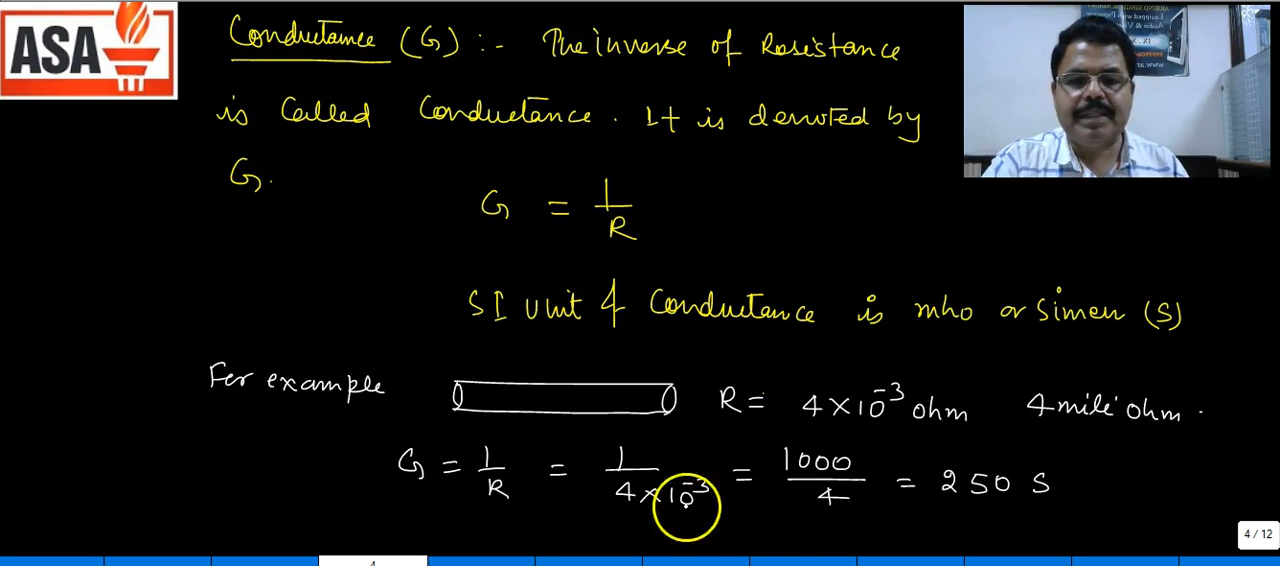 ASA
Conductance (G) :- The inverse of Resistance
is Called Conductance. It is denoted by
G.
G = 1/R
SI Unit of Conductance is mho or Simen (S)
For example R = 4×10⁻³ ohm 4 mile ohm.
G = 1/R = 1/4×10⁻³ = 1000/4 = 250 S
4 / 12
4